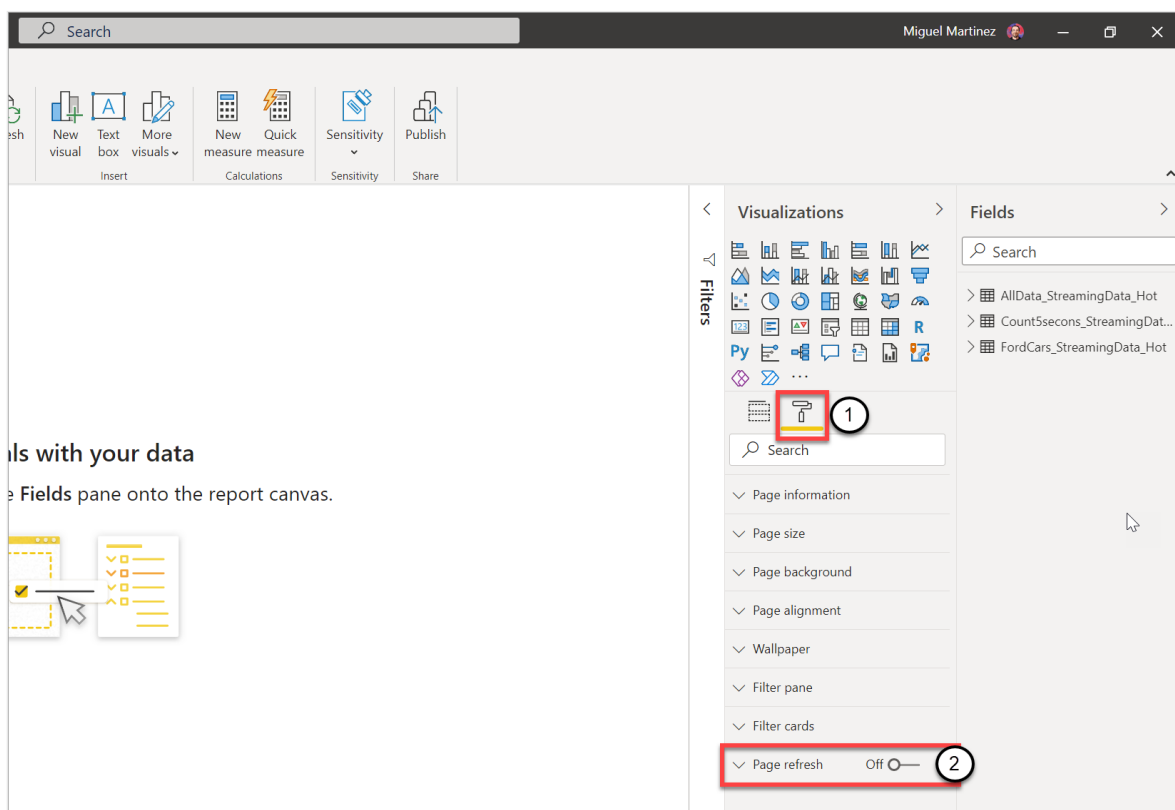 Search
Miguel Martinez
esh
New visual
Text box
More visuals
New measure
Quick measure
Sensitivity
Publish
Insert
Calculations
Sensitivity
Share
Filters
Visualizations
123
R
Py
1
Search
Page information
Page size
Page background
Page alignment
Wallpaper
Filter pane
Filter cards
Page refresh Off
2
Fields
Search
AllData_StreamingData_Hot
Count5secons_StreamingDat...
FordCars_StreamingData_Hot
als with your data
e Fields pane onto the report canvas.